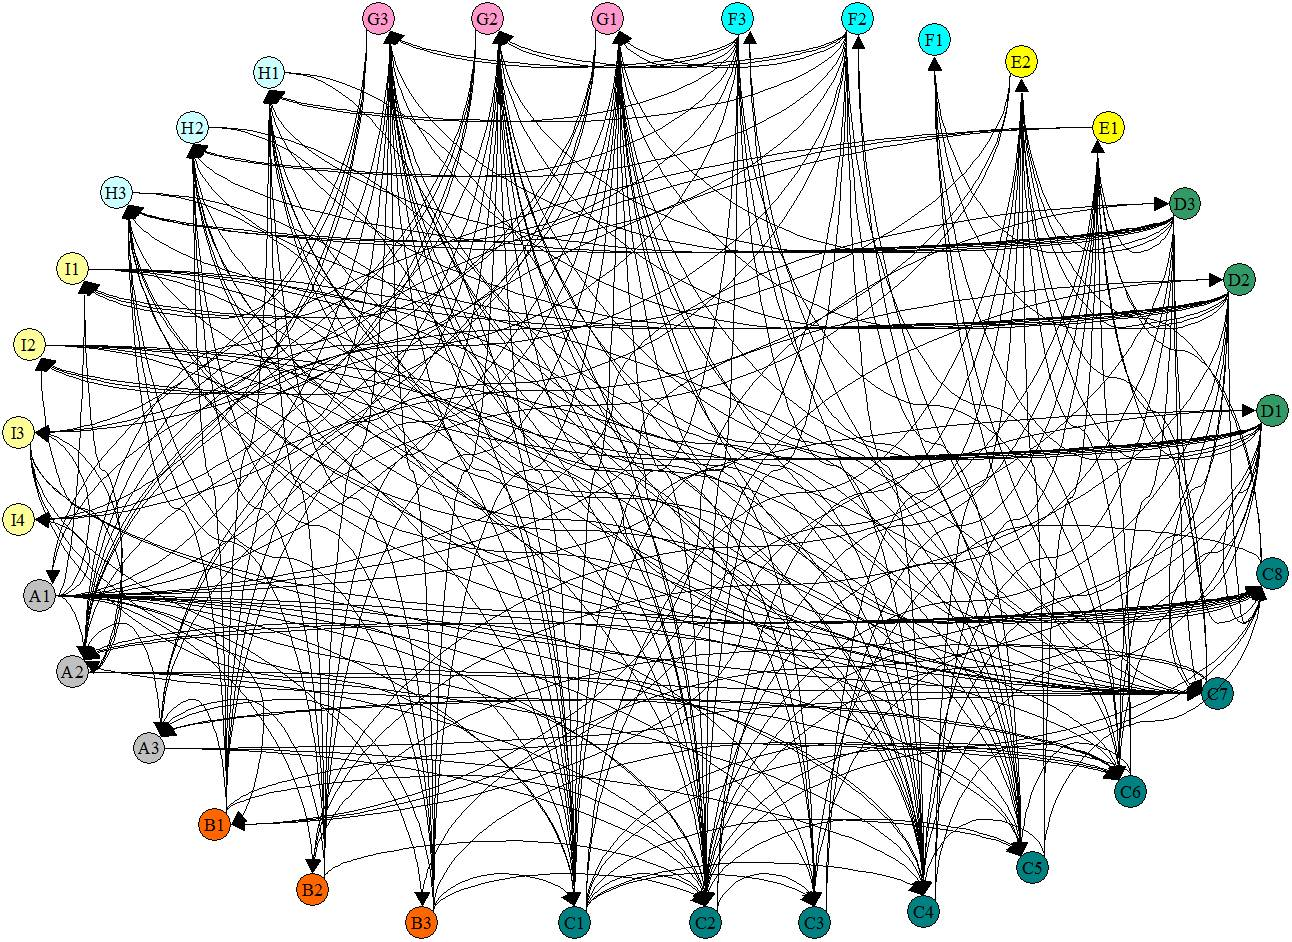 G3 G2 G1 F3 F2
F1
E2
H1
H2 E1
H3 D3
I1 D2
I2
I3 D1
I4
A1 C8
A2
C7
A3
C6
B1
C5
B2
B3 C1 C2 C3 C4